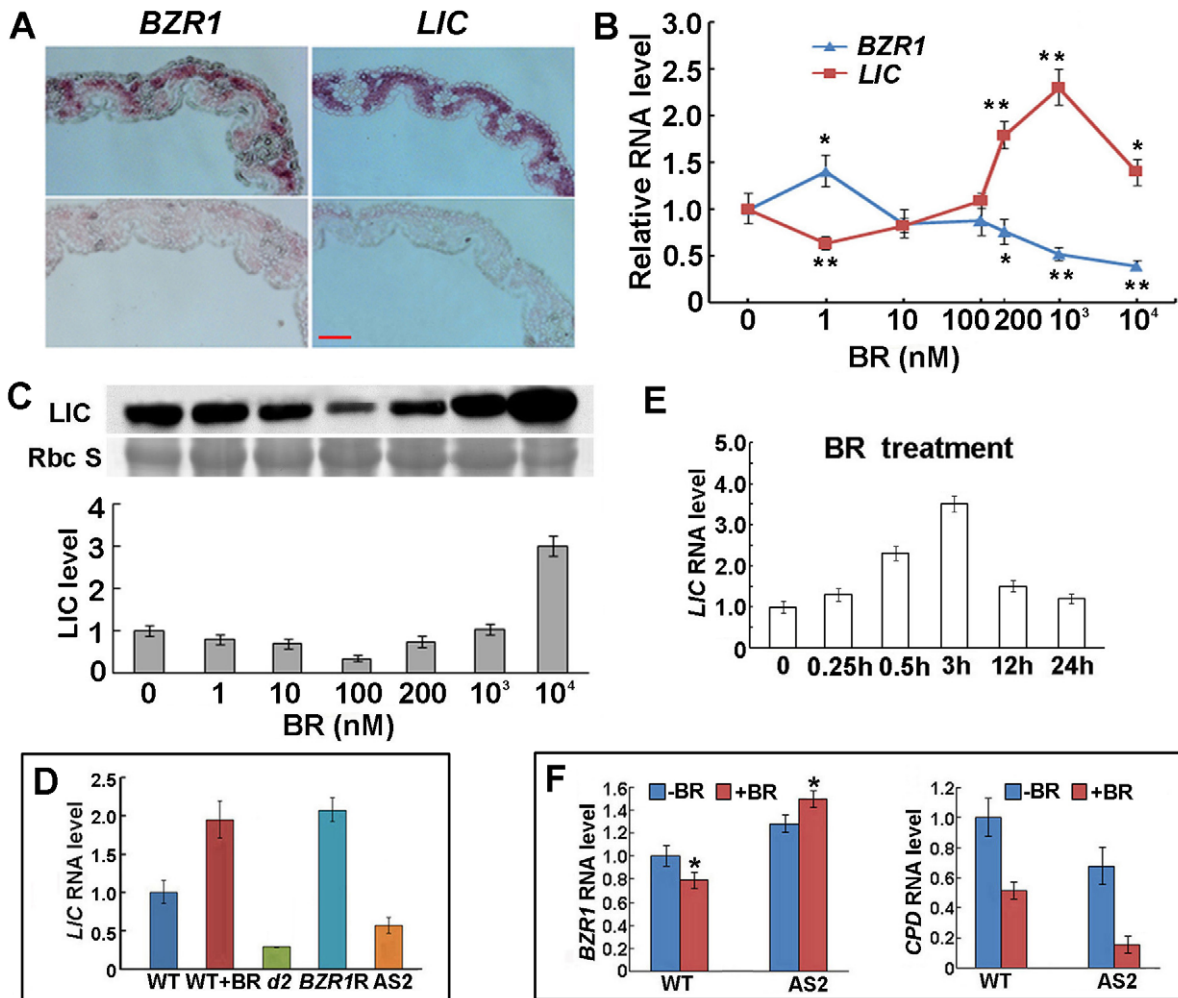 A
BZR1
LIC
B
BZR1
LIC
Relative RNA level
3.0
2.5
2.0
1.5
1.0
0.5
0
*
**
**
**
*
*
**
**
0 1 10 100 200 10³ 10⁴
BR (nM)
C
LIC
Rbc S
LIC level
4
3
2
1
0
0 1 10 100 200 10³ 10⁴
BR (nM)
E
BR treatment
LIC RNA level
5.0
4.0
3.0
2.0
1.0
0
0 0.25h 0.5h 3h 12h 24h
D
LIC RNA level
2.5
2.0
1.5
1.0
0.5
0
WT WT+BR d2 BZR1R AS2
F
BZR1 RNA level
1.6
1.4
1.2
1.0
0.8
0.6
0.4
0.2
0
-BR +BR
*
*
WT AS2
CPD RNA level
1.2
1.0
0.8
0.6
0.4
0.2
0
-BR +BR
WT AS2